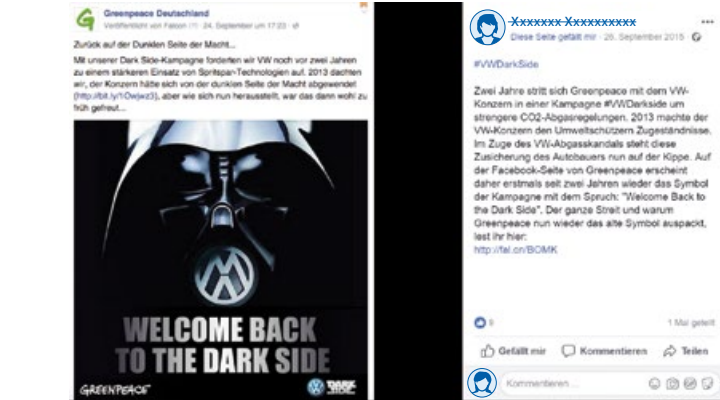 Greenpeace Deutschland
Veröffentlicht von Falcon · 24. September um 17:23
Zurück auf der Dunklen Seite der Macht...
Mit unserer Dark Side-Kampagne forderten wir VW noch vor zwei Jahren
zu einem stärkeren Einsatz von Spritspar-Technologien auf. 2013 dachten
wir, der Konzern hätte sich von der dunklen Seite der Macht abgewendet
aber wie sich nun herausstellt, war das dann wohl zu
früh gefreut...
WELCOME BACK
TO THE DARK SIDE
GREENPEACE
DARK
SIDE
Xxxxxxx Xxxxxxxxxx
Diese Seite gefällt mir · 26. September 2015
#VWDarkSide
Zwei Jahre stritt sich Greenpeace mit dem VW-
Konzern in einer Kampagne #VWDarkside um
strengere CO2-Abgasregelungen. 2013 machte der
VW-Konzern den Umweltschützern Zugeständnisse.
Im Zuge des VW-Abgasskandals steht diese
Zusicherung des Autobauers nun auf der Kippe. Auf
der Facebook-Seite von Greenpeace erscheint
daher erstmals seit zwei Jahren wieder das Symbol
der Kampagne mit dem Spruch: "Welcome Back to
the Dark Side". Der ganze Streit und warum
Greenpeace nun wieder das alte Symbol auspackt,
lest ihr hier:
http://fal.cn/BOMK
9
1 Mal geteilt
Gefällt mir Kommentieren Teilen
Kommentieren ...